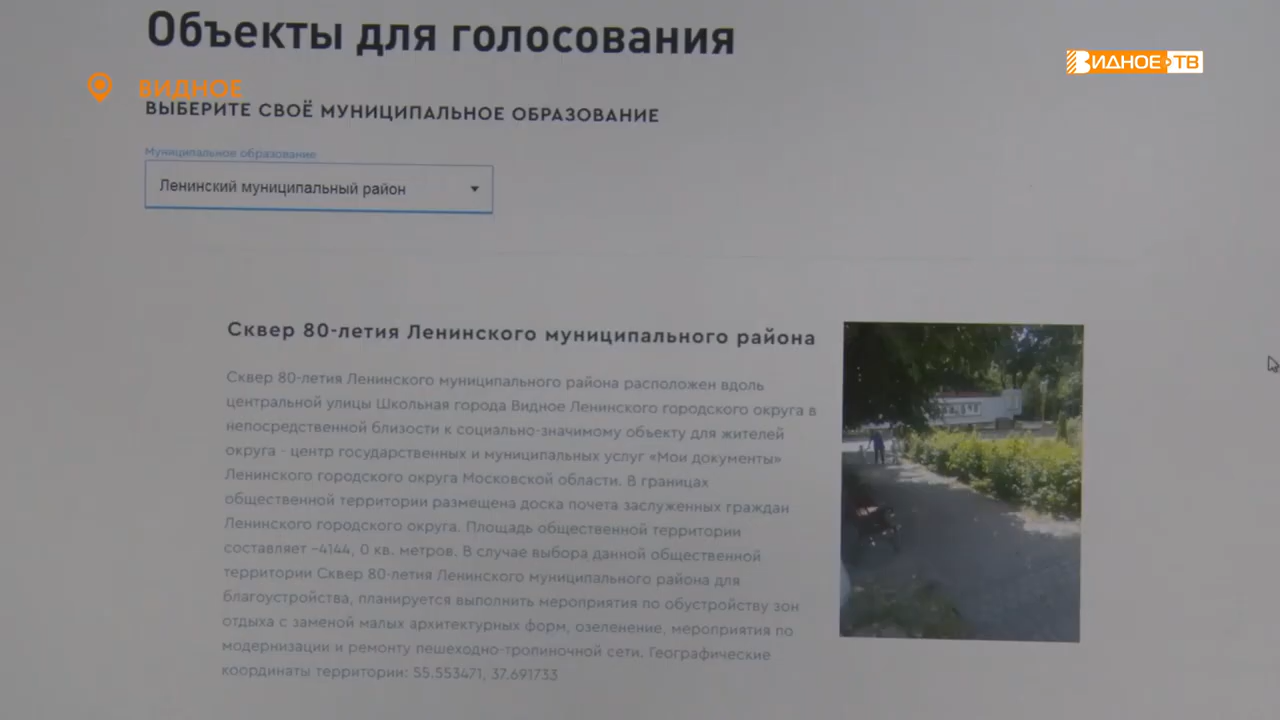 Объекты для голосования
ВИДНОЕ-ТВ
ВИДНОЕ
ВЫБЕРИТЕ СВОЁ МУНИЦИПАЛЬНОЕ ОБРАЗОВАНИЕ
Муниципальное образование
Ленинский муниципальный район
Сквер 80-летия Ленинского муниципального района
Сквер 80-летия Ленинского муниципального района расположен вдоль
центральной улицы Школьная города Видное Ленинского городского округа в
непосредственной близости к социально-значимому объекту для жителей
округа - центр государственных и муниципальных услуг «Мои документы»
Ленинского городского округа Московской области. В границах
общественной территории размещена доска почета заслуженных граждан
Ленинского городского округа. Площадь общественной территории
составляет –4144, 0 кв. метров. В случае выбора данной общественной
территории Сквер 80-летия Ленинского муниципального района для
благоустройства, планируется выполнить мероприятия по обустройству зон
отдыха с заменой малых архитектурных форм, озеленение, мероприятия по
модернизации и ремонту пешеходно-тропиночной сети. Географические
координаты территории: 55.553471, 37.691733